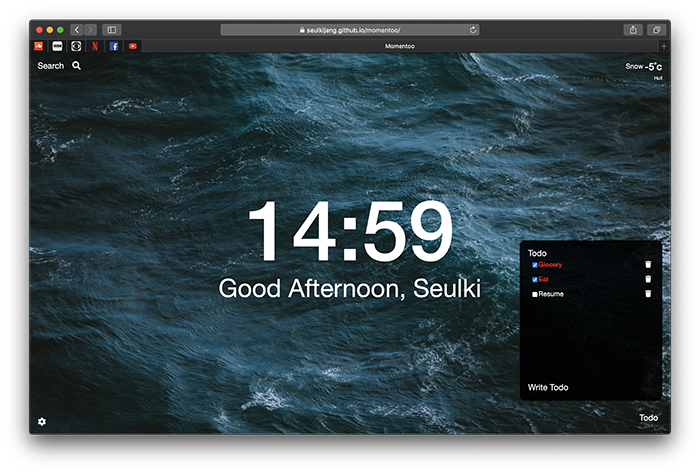 seulkijang.github.io/momentoo/
Momentoo
Search
Snow -5°c
Hull
14:59
Good Afternoon, Seulki
Todo
Glocery
Eat
Resume
Write Todo
Todo